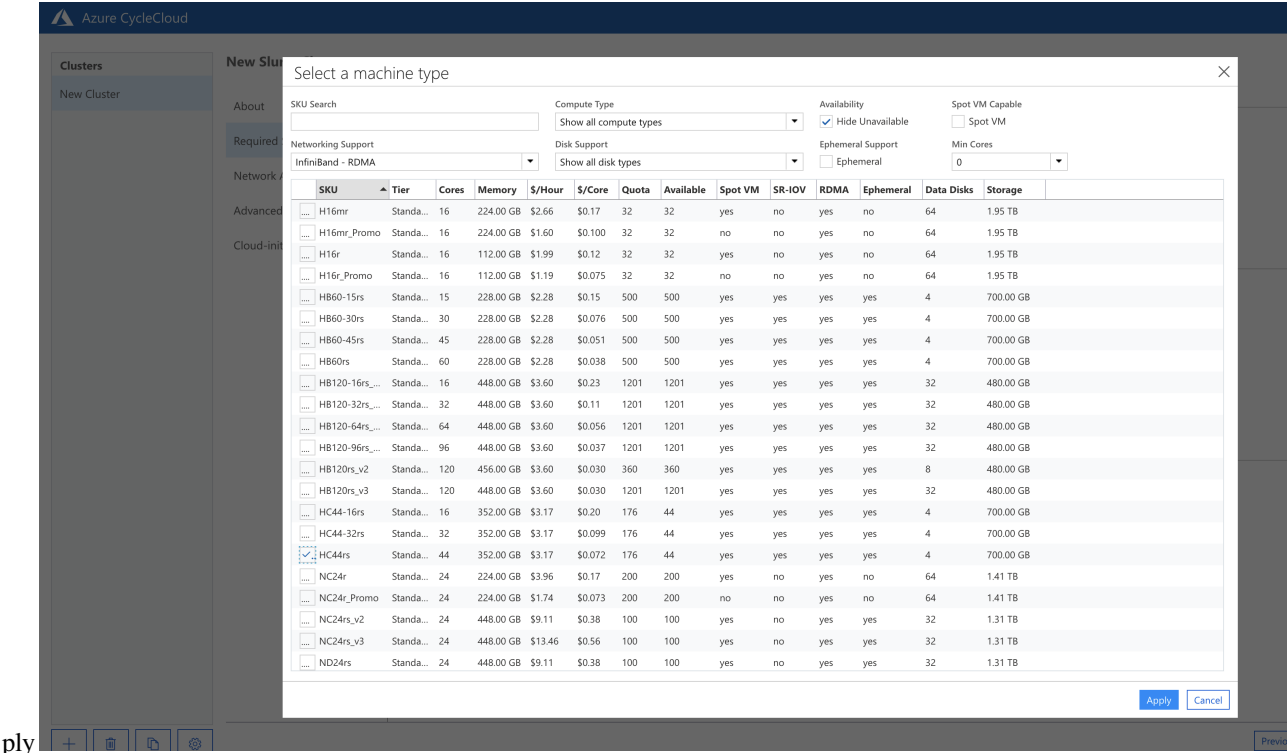 Azure CycleCloud
Clusters
New Cluster
New Slur
About
Required
Network A
Advanced
Cloud-init
Select a machine type
SKU Search
Compute Type
Availability
Spot VM Capable
Show all compute types
Hide Unavailable
Spot VM
Networking Support
Disk Support
Ephemeral Support
Min Cores
InfiniBand - RDMA
Show all disk types
Ephemeral
0
SKU Tier Cores Memory $/Hour $/Core Quota Available Spot VM SR-IOV RDMA Ephemeral Data Disks Storage
.... H16mr Standa... 16 224.00 GB $2.66 $0.17 32 32 yes no yes no 64 1.95 TB
.... H16mr_Promo Standa... 16 224.00 GB $1.60 $0.100 32 32 no no yes no 64 1.95 TB
.... H16r Standa... 16 112.00 GB $1.99 $0.12 32 32 yes no yes no 64 1.95 TB
.... H16r_Promo Standa... 16 112.00 GB $1.19 $0.075 32 32 no no yes no 64 1.95 TB
.... HB60-15rs Standa... 15 228.00 GB $2.28 $0.15 500 500 yes yes yes yes 4 700.00 GB
.... HB60-30rs Standa... 30 228.00 GB $2.28 $0.076 500 500 yes yes yes yes 4 700.00 GB
.... HB60-45rs Standa... 45 228.00 GB $2.28 $0.051 500 500 yes yes yes yes 4 700.00 GB
.... HB60rs Standa... 60 228.00 GB $2.28 $0.038 500 500 yes yes yes yes 4 700.00 GB
.... HB120-16rs_... Standa... 16 448.00 GB $3.60 $0.23 1201 1201 yes yes yes yes 32 480.00 GB
.... HB120-32rs_... Standa... 32 448.00 GB $3.60 $0.11 1201 1201 yes yes yes yes 32 480.00 GB
.... HB120-64rs_... Standa... 64 448.00 GB $3.60 $0.056 1201 1201 yes yes yes yes 32 480.00 GB
.... HB120-96rs_... Standa... 96 448.00 GB $3.60 $0.037 1201 1201 yes yes yes yes 32 480.00 GB
.... HB120rs_v2 Standa... 120 456.00 GB $3.60 $0.030 360 360 yes yes yes yes 8 480.00 GB
.... HB120rs_v3 Standa... 120 448.00 GB $3.60 $0.030 1201 1201 yes yes yes yes 32 480.00 GB
.... HC44-16rs Standa... 16 352.00 GB $3.17 $0.20 176 44 yes yes yes yes 4 700.00 GB
.... HC44-32rs Standa... 32 352.00 GB $3.17 $0.099 176 44 yes yes yes yes 4 700.00 GB
HC44rs Standa... 44 352.00 GB $3.17 $0.072 176 44 yes yes yes yes 4 700.00 GB
.... NC24r Standa... 24 224.00 GB $3.96 $0.17 200 200 yes no yes no 64 1.41 TB
.... NC24r_Promo Standa... 24 224.00 GB $1.74 $0.073 200 200 no no yes no 64 1.41 TB
.... NC24rs_v2 Standa... 24 448.00 GB $9.11 $0.38 100 100 yes no yes yes 32 1.31 TB
.... NC24rs_v3 Standa... 24 448.00 GB $13.46 $0.56 100 100 yes no yes yes 32 1.31 TB
.... ND24rs Standa... 24 448.00 GB $9.11 $0.38 100 100 yes no yes yes 32 1.31 TB
Apply
Cancel
ply
Previo